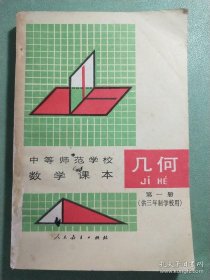 中等师范学校
数学课本
几何
JǏ HÉ
第一册
(供三年制学校用)
人民教育出版社